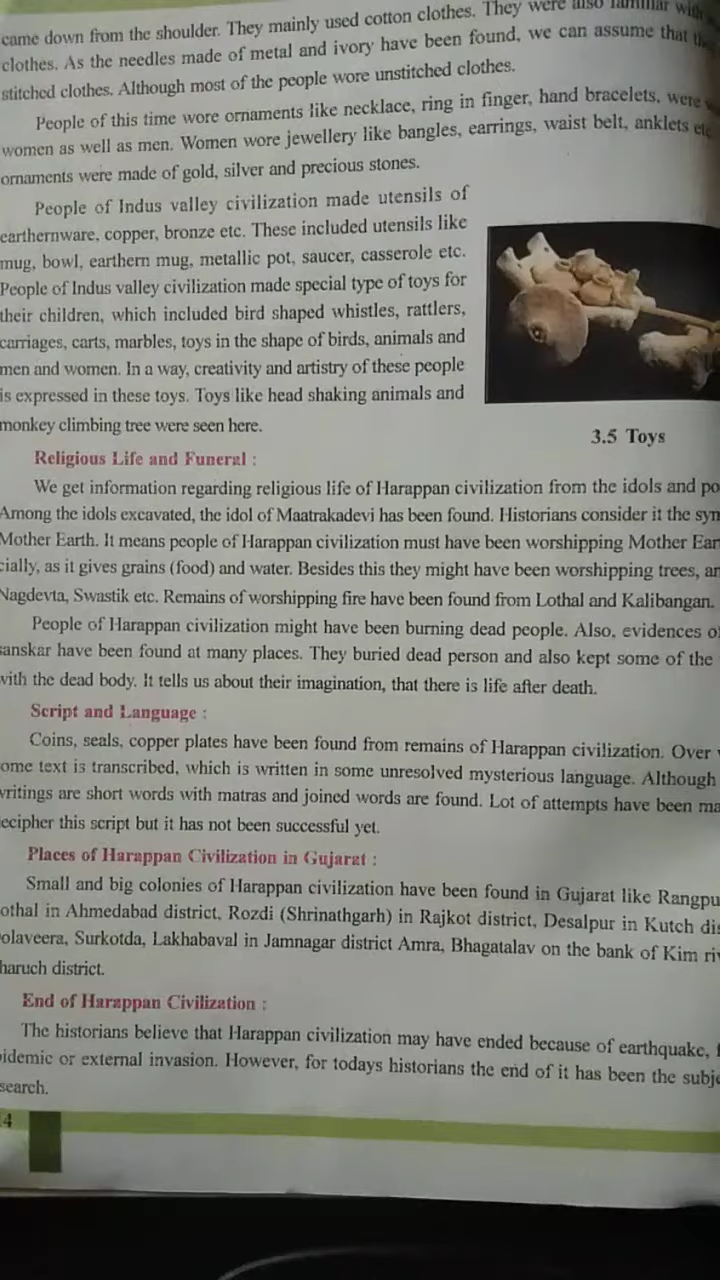 came down from the shoulder. They mainly used cotton clothes. They were also familiar with
clothes. As the needles made of metal and ivory have been found, we can assume that
stitched clothes. Although most of the people wore unstitched clothes.
People of this time wore ornaments like necklace, ring in finger, hand bracelets, were
women as well as men. Women wore jewellery like bangles, earrings, waist belt, anklets etc
ornaments were made of gold, silver and precious stones.
People of Indus valley civilization made utensils of
earthernware, copper, bronze etc. These included utensils like
mug, bowl, earthern mug, metallic pot, saucer, casserole etc.
People of Indus valley civilization made special type of toys for
their children, which included bird shaped whistles, rattlers,
carriages, carts, marbles, toys in the shape of birds, animals and
men and women. In a way, creativity and artistry of these people
is expressed in these toys. Toys like head shaking animals and
monkey climbing tree were seen here.
3.5 Toys
Religious Life and Funeral :
We get information regarding religious life of Harappan civilization from the idols and po
Among the idols excavated, the idol of Maatrakadevi has been found. Historians consider it the sym
Mother Earth. It means people of Harappan civilization must have been worshipping Mother Ear
cially, as it gives grains (food) and water. Besides this they might have been worshipping trees, an
Nagdevta, Swastik etc. Remains of worshipping fire have been found from Lothal and Kalibangan.
People of Harappan civilization might have been burning dead people. Also, evidences of
sanskar have been found at many places. They buried dead person and also kept some of the
with the dead body. It tells us about their imagination, that there is life after death.
Script and Language :
Coins, seals, copper plates have been found from remains of Harappan civilization. Over
ome text is transcribed, which is written in some unresolved mysterious language. Although
writings are short words with matras and joined words are found. Lot of attempts have been ma
ecipher this script but it has not been successful yet.
Places of Harappan Civilization in Gujarat :
Small and big colonies of Harappan civilization have been found in Gujarat like Rangpu
othal in Ahmedabad district, Rozdi (Shrinathgarh) in Rajkot district, Desalpur in Kutch dis
olaveera, Surkotda, Lakhabaval in Jamnagar district Amra, Bhagatalav on the bank of Kim riv
haruch district.
End of Harappan Civilization :
The historians believe that Harappan civilization may have ended because of earthquake,
idemic or external invasion. However, for todays historians the end of it has been the subje
search.
4